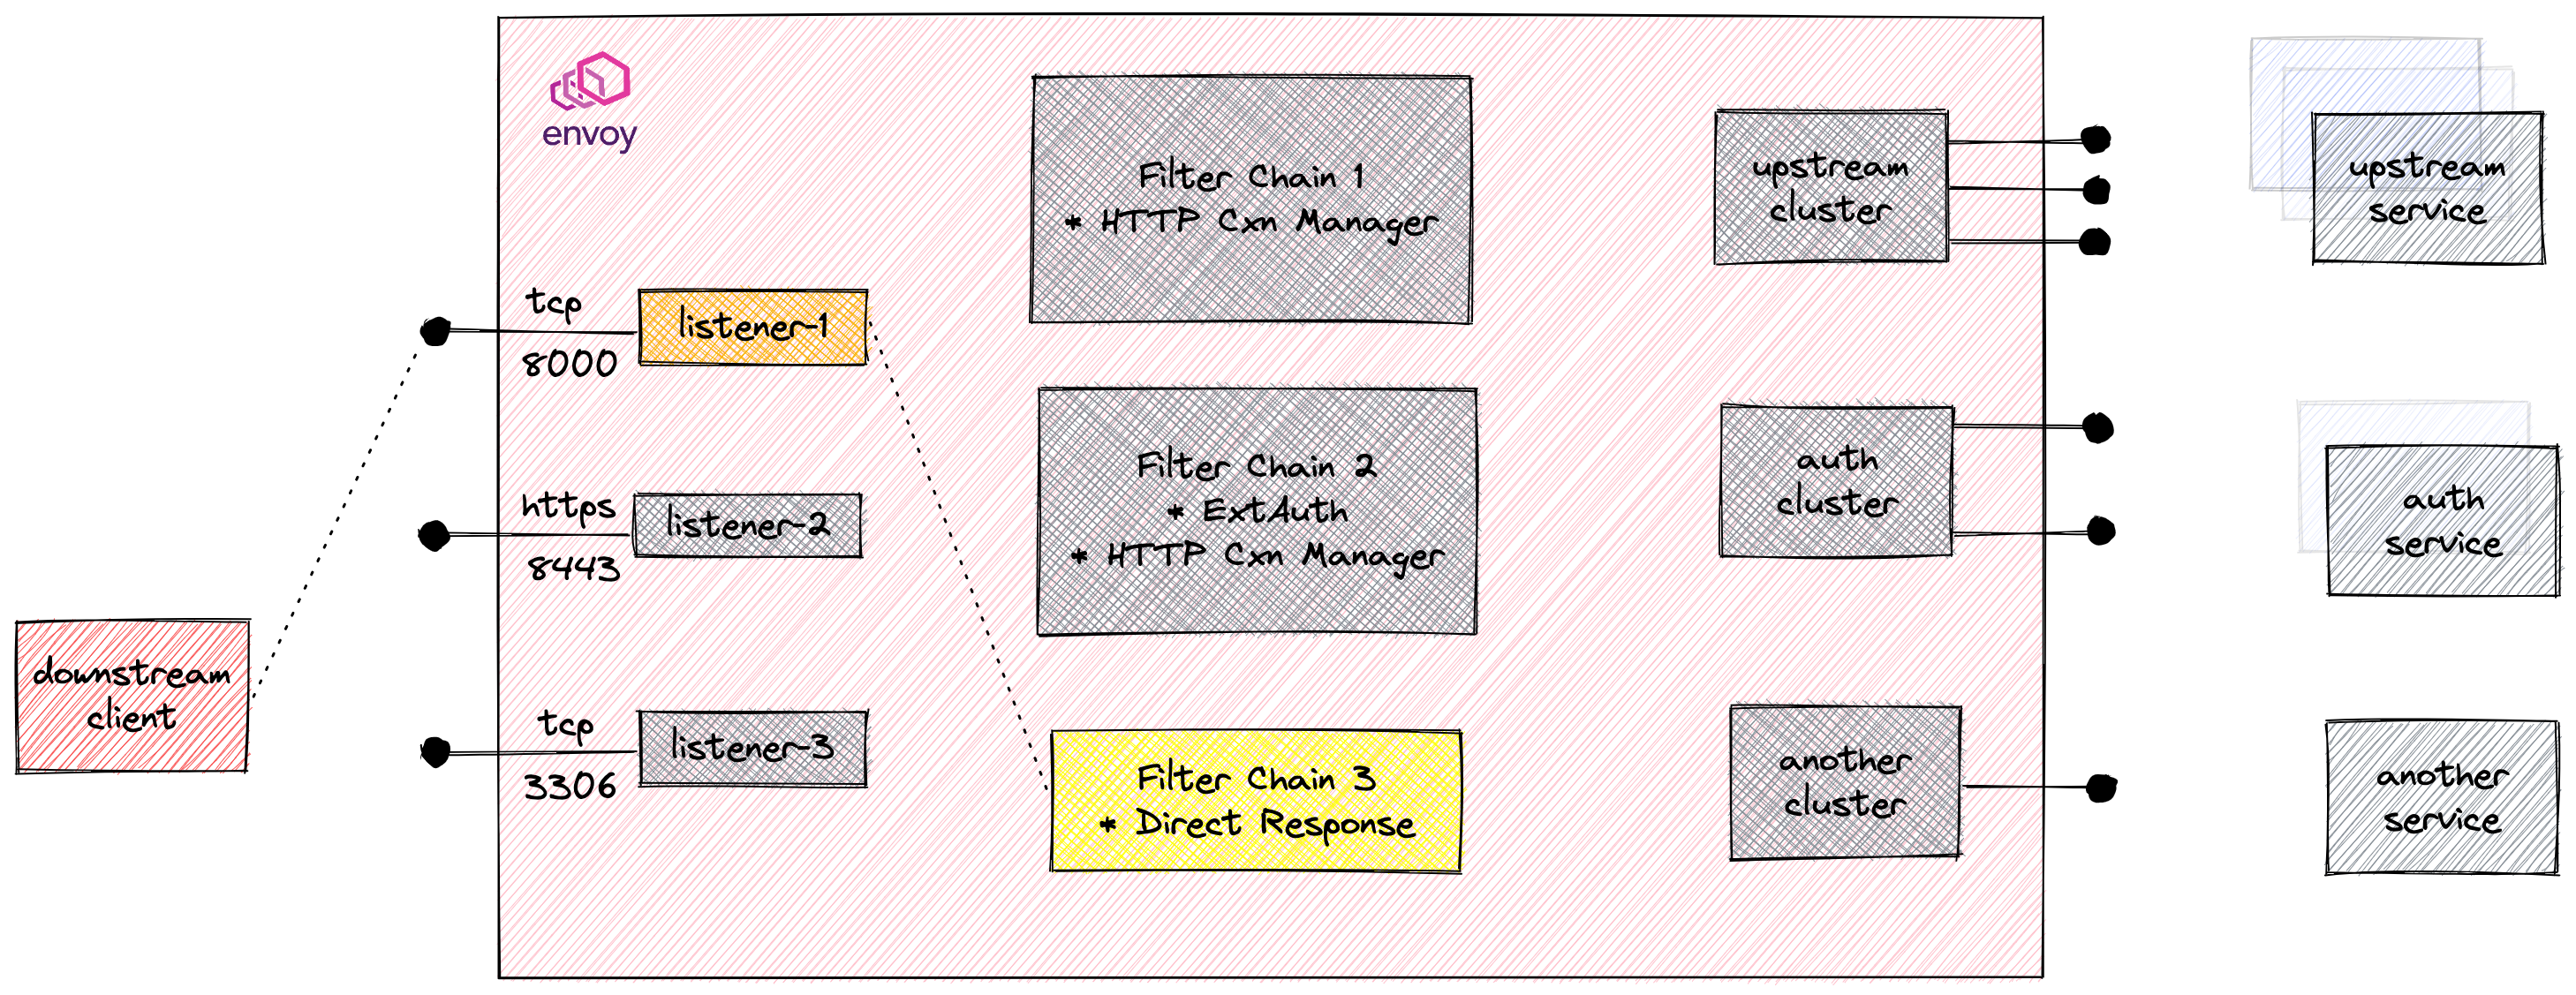 envoy
tcp
8000
listener-1
https
8443
listener-2
tcp
3306
listener-3
downstream
client
Filter Chain 1
* HTTP Cxn Manager
Filter Chain 2
* ExtAuth
* HTTP Cxn Manager
Filter Chain 3
* Direct Response
upstream
cluster
auth
cluster
another
cluster
upstream
service
auth
service
another
service